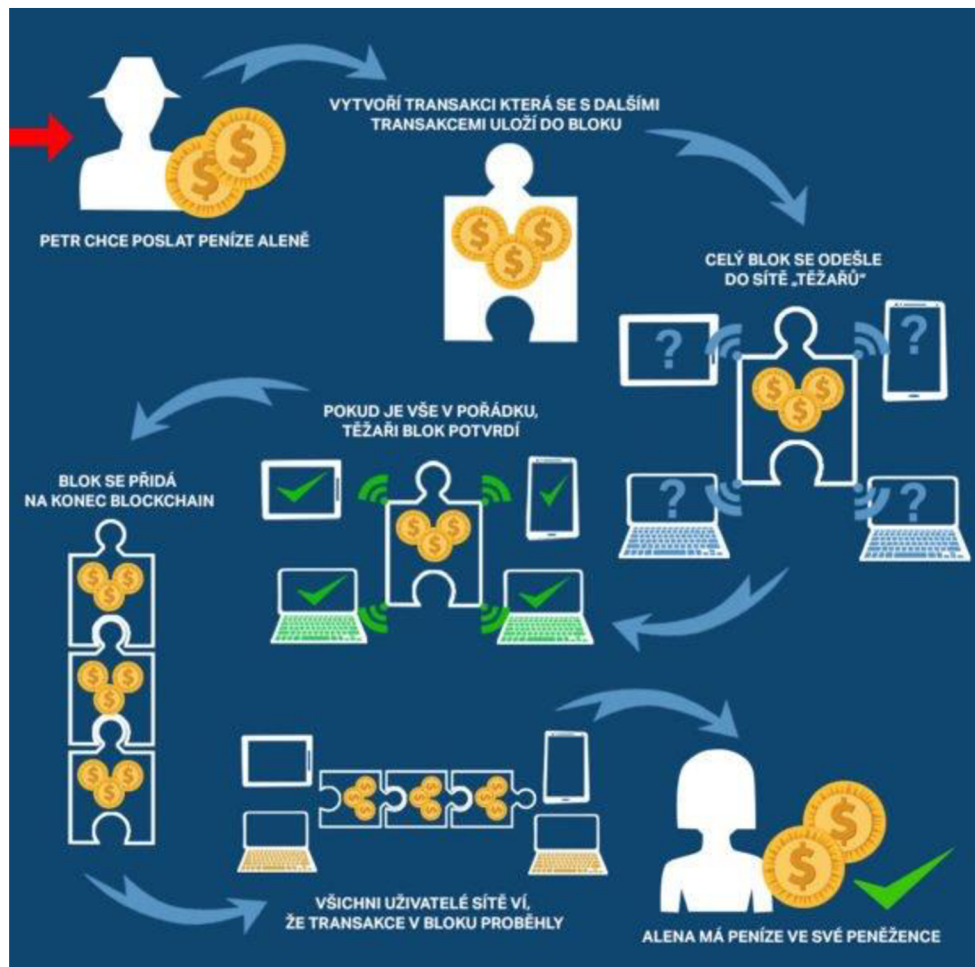 PETR CHCE POSLAT PENÍZE ALENĚ
VYTVOŘÍ TRANSAKCI KTERÁ SE S DALŠÍMI
TRANSAKCEMI ULOŽÍ DO BLOKU
CELÝ BLOK SE ODEŠLE
DO SÍTĚ „TĚŽAŘŮ“
? ?
? ?
POKUD JE VŠE V POŘÁDKU,
TĚŽAŘI BLOK POTVRDÍ
BLOK SE PŘIDÁ
NA KONEC BLOCKCHAIN
VŠICHNI UŽIVATELÉ SÍTĚ VÍ,
ŽE TRANSAKCE V BLOKU PROBĚHLY
ALENA MÁ PENÍZE VE SVÉ PENĚŽENCE